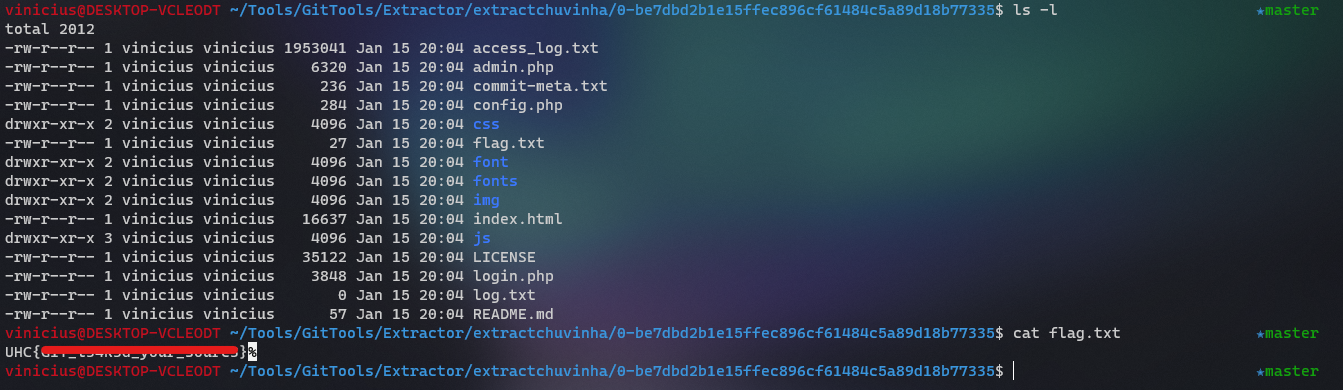 vinicius@DESKTOP-VCLEODT ~/Tools/GitTools/Extractor/extractchuvinha/0-be7dbd2b1e15ffec896cf61484c5a89d18b77335$ ls -l ★master
total 2012
-rw-r--r-- 1 vinicius vinicius 1953041 Jan 15 20:04 access_log.txt
-rw-r--r-- 1 vinicius vinicius 6320 Jan 15 20:04 admin.php
-rw-r--r-- 1 vinicius vinicius 236 Jan 15 20:04 commit-meta.txt
-rw-r--r-- 1 vinicius vinicius 284 Jan 15 20:04 config.php
drwxr-xr-x 2 vinicius vinicius 4096 Jan 15 20:04 css
-rw-r--r-- 1 vinicius vinicius 27 Jan 15 20:04 flag.txt
drwxr-xr-x 2 vinicius vinicius 4096 Jan 15 20:04 font
drwxr-xr-x 2 vinicius vinicius 4096 Jan 15 20:04 fonts
drwxr-xr-x 2 vinicius vinicius 4096 Jan 15 20:04 img
-rw-r--r-- 1 vinicius vinicius 16637 Jan 15 20:04 index.html
drwxr-xr-x 3 vinicius vinicius 4096 Jan 15 20:04 js
-rw-r--r-- 1 vinicius vinicius 35122 Jan 15 20:04 LICENSE
-rw-r--r-- 1 vinicius vinicius 3848 Jan 15 20:04 login.php
-rw-r--r-- 1 vinicius vinicius 0 Jan 15 20:04 log.txt
-rw-r--r-- 1 vinicius vinicius 57 Jan 15 20:04 README.md
vinicius@DESKTOP-VCLEODT ~/Tools/GitTools/Extractor/extractchuvinha/0-be7dbd2b1e15ffec896cf61484c5a89d18b77335$ cat flag.txt ★master
UHC{ }%
vinicius@DESKTOP-VCLEODT ~/Tools/GitTools/Extractor/extractchuvinha/0-be7dbd2b1e15ffec896cf61484c5a89d18b77335$ ★master